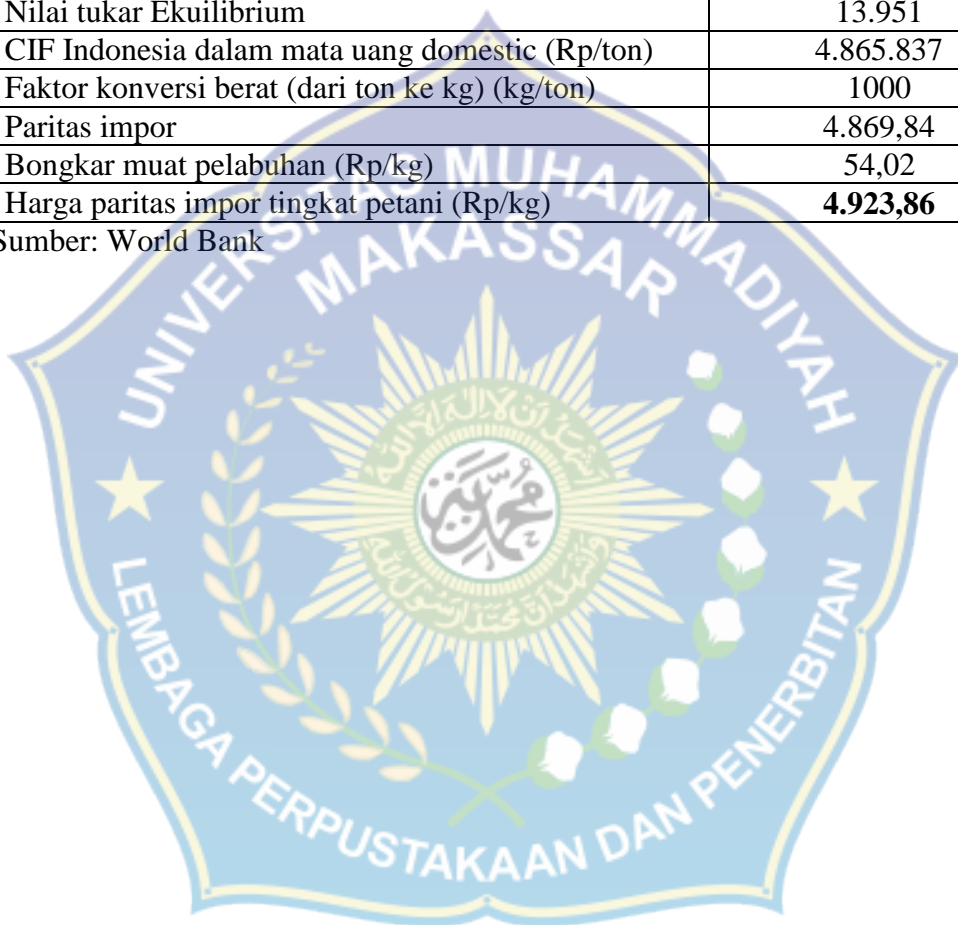 Nilai tukar Ekuilibrium 13.951
CIF Indonesia dalam mata uang domestic (Rp/ton) 4.865.837
Faktor konversi berat (dari ton ke kg) (kg/ton) 1000
Paritas impor 4.869,84
Bongkar muat pelabuhan (Rp/kg) 54,02
Harga paritas impor tingkat petani (Rp/kg) 4.923,86
Sumber: World Bank
UNIVERSITAS MUHAMMADIYAH
MAKASSAR
LEMBAGA PERPUSTAKAAN DAN PENERBITAN